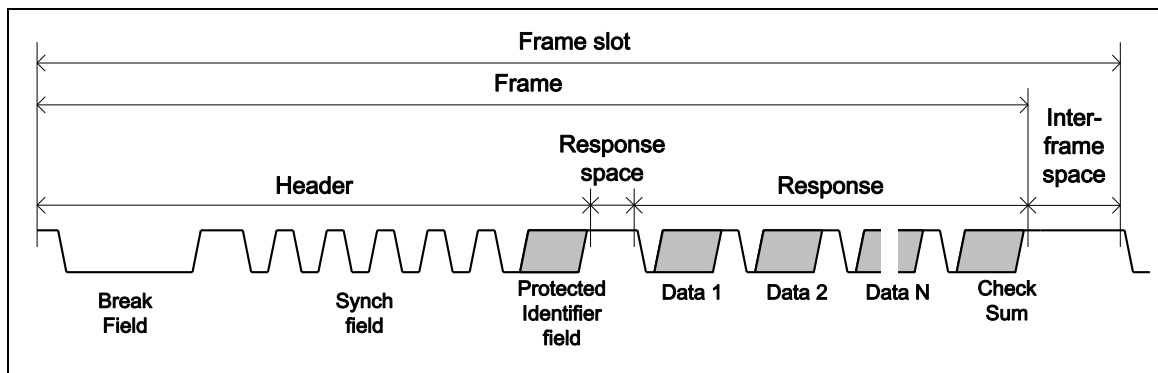 Frame slot
Frame
Inter-
frame
space
Response
space
Header
Response
Break
Field
Synch
field
Protected
Identifier
field
Data 1
Data 2
Data N
Check
Sum